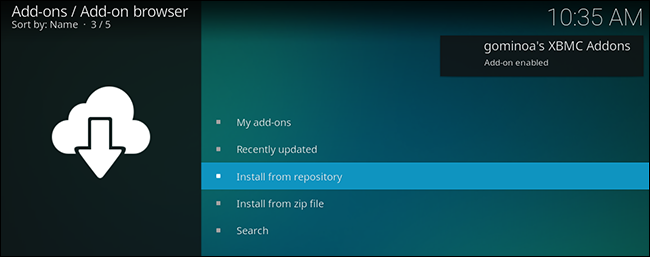 Add-ons / Add-on browser
Sort by: Name · 3 / 5
10:35 AM
gominoa's XBMC Addons
Add-on enabled
My add-ons
Recently updated
Install from repository
Install from zip file
Search